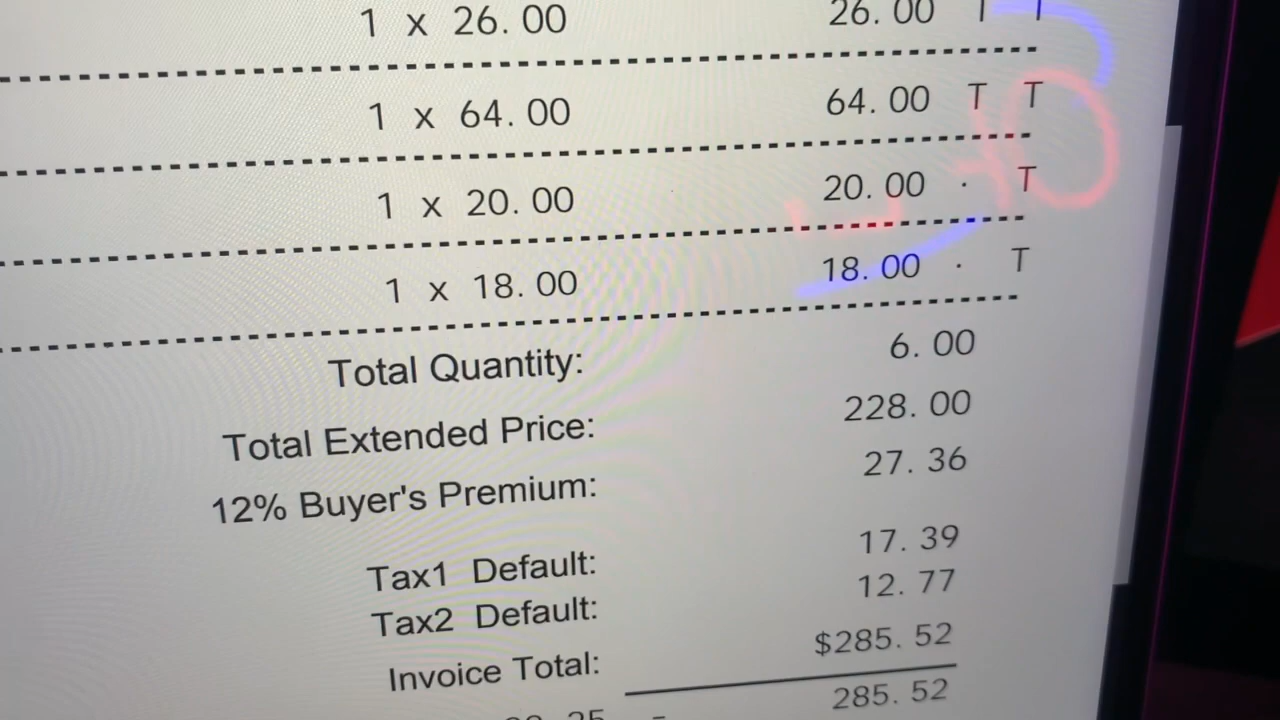 1 x 26.00 26.00 T T
1 x 64.00 64.00 T T
1 x 20.00 20.00 . T
1 x 18.00 18.00 . T
Total Quantity: 6.00
Total Extended Price: 228.00
12% Buyer's Premium: 27.36
Tax1 Default: 17.39
Tax2 Default: 12.77
Invoice Total: $285.52
285.52